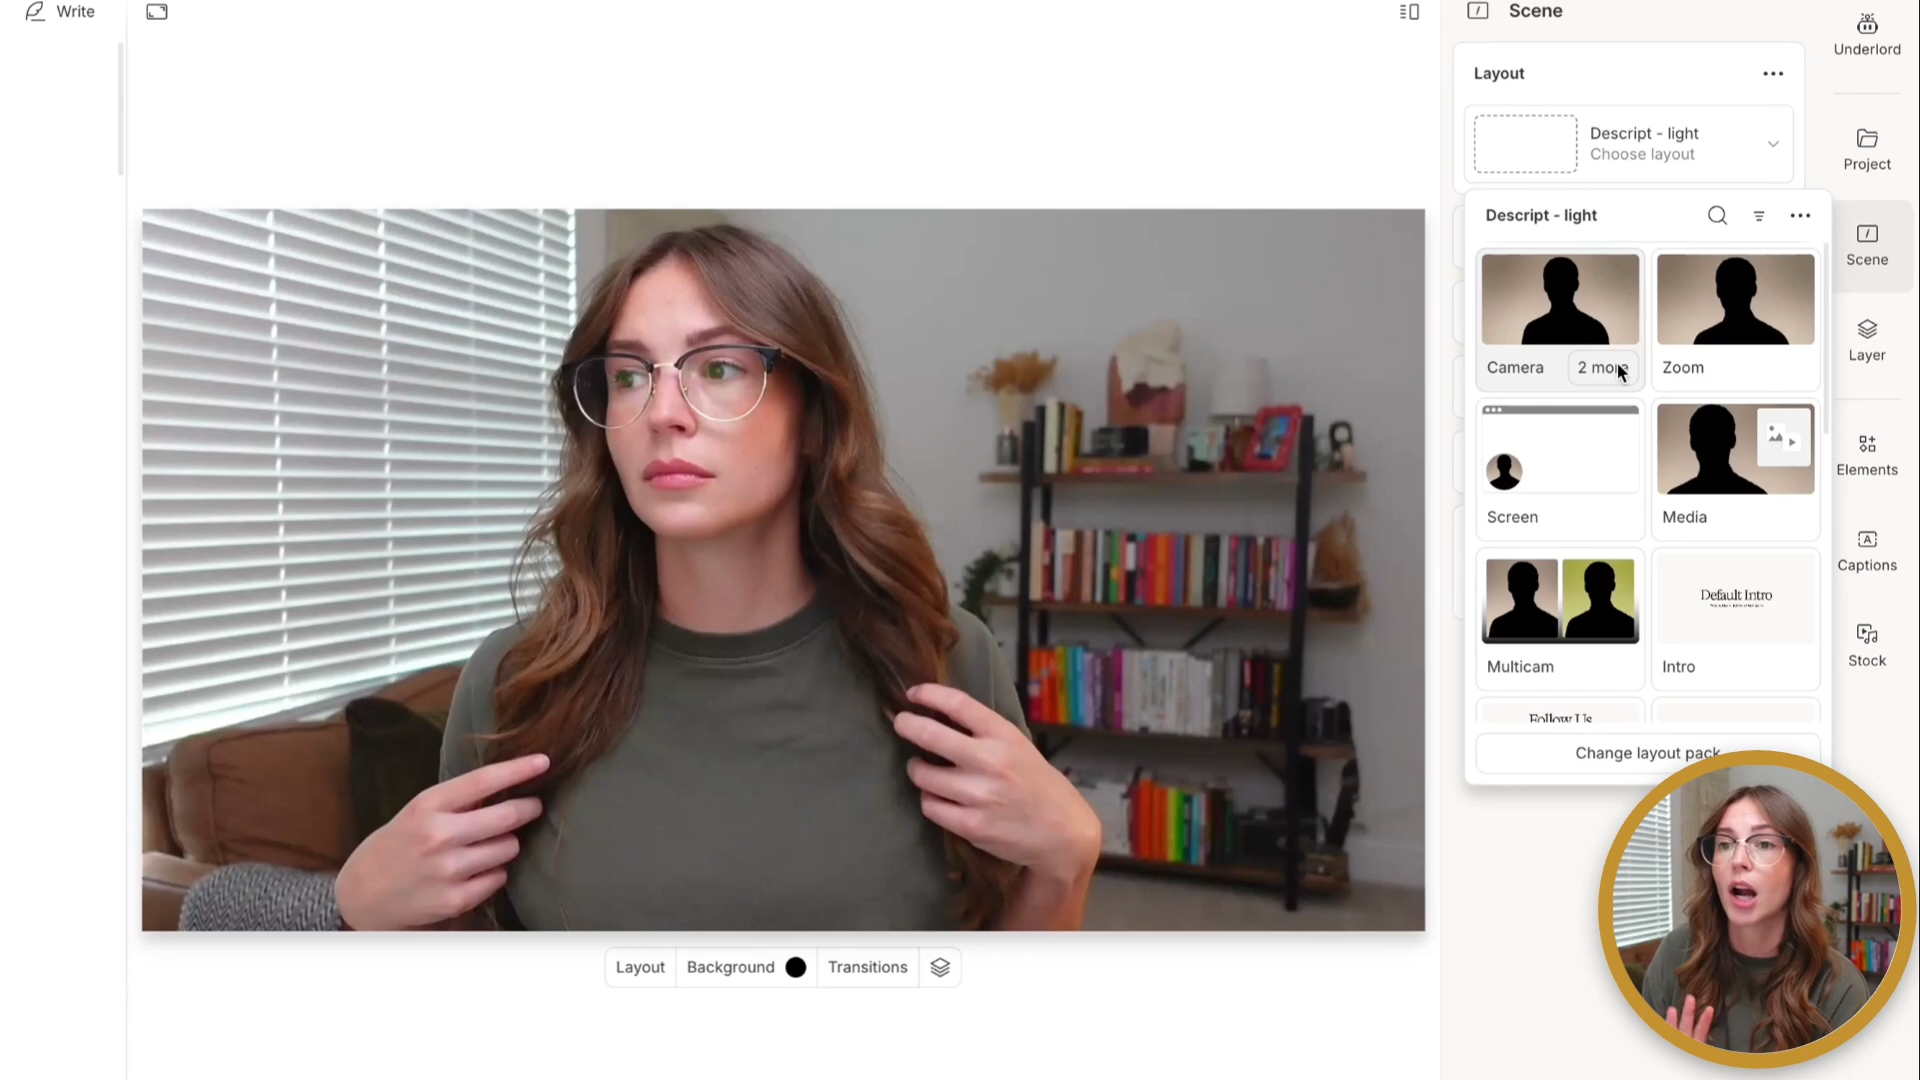 Write
Scene
Underlord
Layout
Descript - light
Choose layout
Project
Descript - light
Scene
Camera
2 more
Zoom
Layer
Elements
Screen
Media
Captions
Default Intro
Multicam
Intro
Stock
Follow Us
Change layout pack
Layout
Background
Transitions